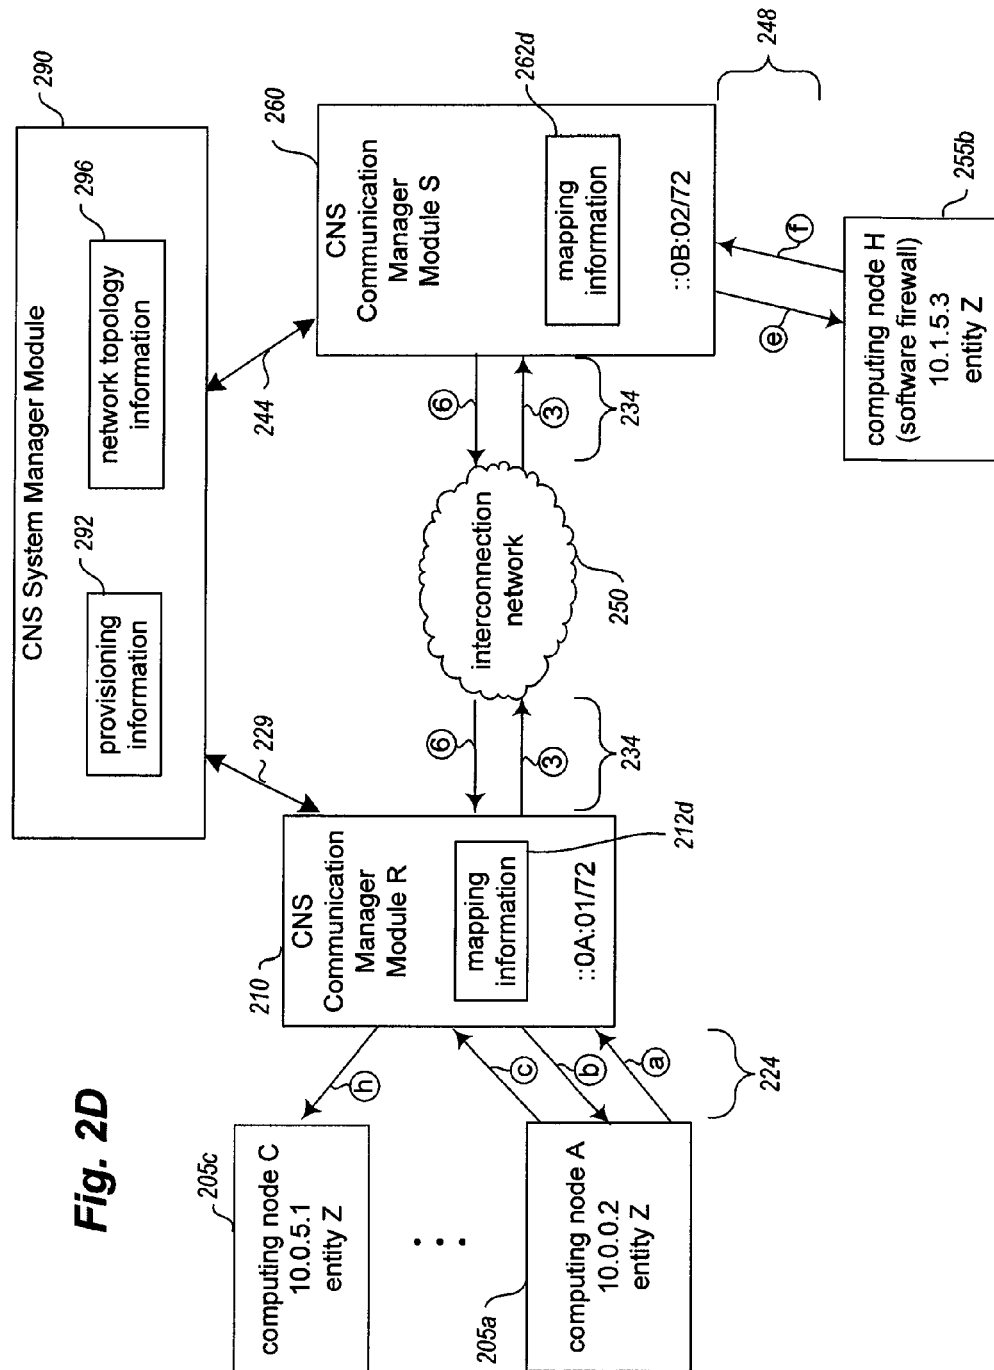 Fig. 2D
290
CNS System Manager Module
292
provisioning
information
296
network topology
information
229
244
210
CNS
Communication
Manager
Module R
mapping
information
212d
::0A:01/72
6
3
234
interconnection
network
250
6
3
234
260
CNS
Communication
Manager
Module S
262d
mapping
information
::0B:02/72
248
205c
computing node C
10.0.5.1
entity Z
h
c
b
a
224
205a
computing node A
10.0.0.2
entity Z
e
f
255b
computing node H
(software firewall)
10.1.5.3
entity Z